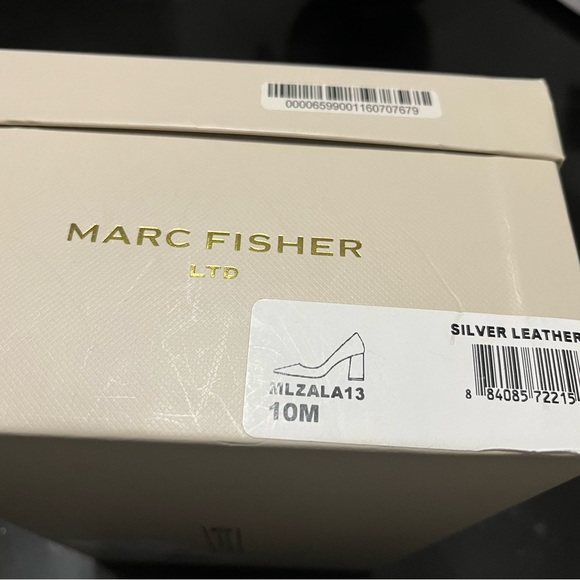 00006599001160707679
MARC FISHER
LTD
SILVER LEATHER
MLZALA13
10M
8 84085 72215